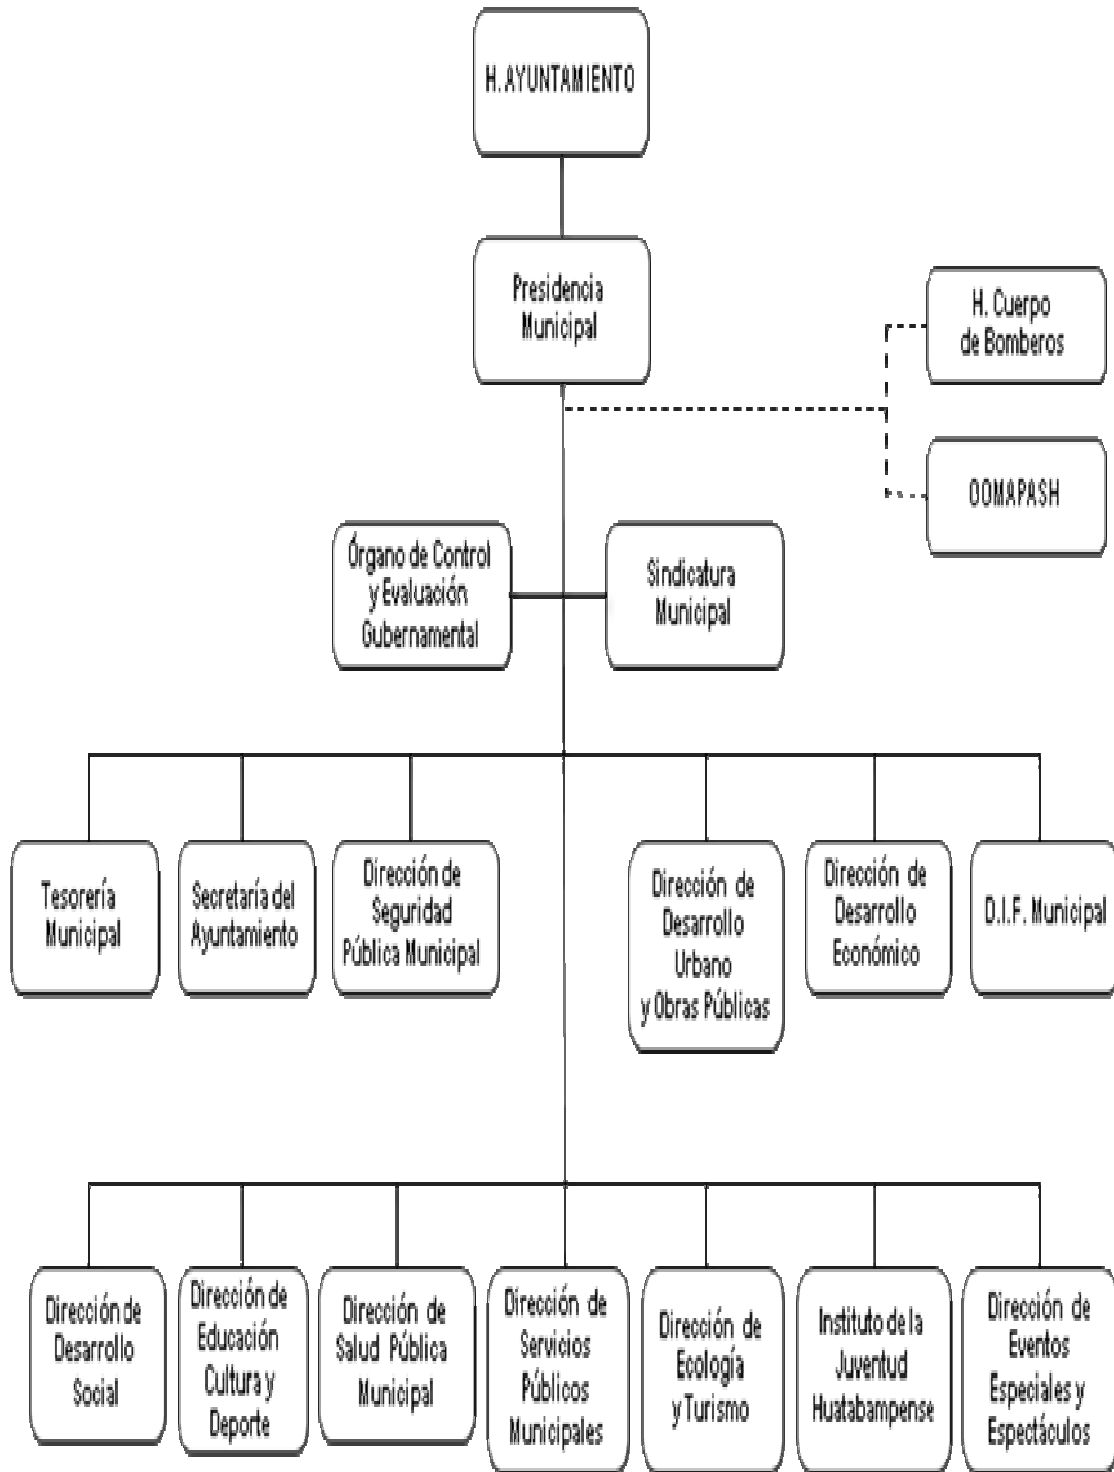 H. AYUNTAMIENTO
Presidencia
Municipal
H. Cuerpo
de Bomberos
OOMAPASH
Órgano de Control
y Evaluación
Gubernamental
Sindicatura
Municipal
Tesorería
Municipal
Secretaría del
Ayuntamiento
Dirección de
Seguridad
Pública Municipal
Dirección de
Desarrollo
Urbano
y Obras Públicas
Dirección de
Desarrollo
Económico
D.I.F. Municipal
Dirección de
Desarrollo
Social
Dirección de
Educación
Cultura y
Deporte
Dirección de
Salud Pública
Municipal
Dirección de
Servicios
Públicos
Municipales
Dirección de
Ecología
y Turismo
Instituto de la
Juventud
Huatabampense
Dirección de
Eventos
Especiales y
Espectáculos